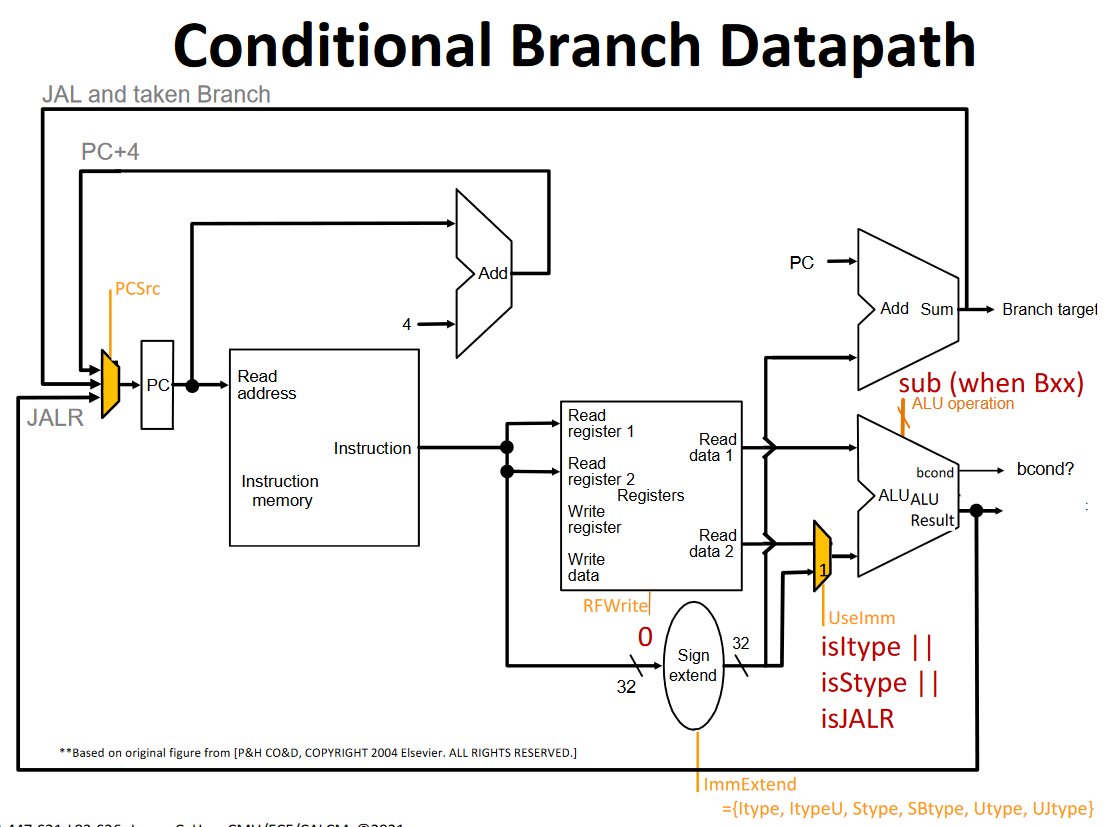 Conditional Branch Datapath
JAL and taken Branch
PC+4
PCSrc
JALR
PC
4
Add
Read
address
Instruction
Instruction
memory
Read
register 1
Read
register 2
Registers
Write
register
Write
data
Read
data 1
Read
data 2
RFWrite
0
32
Sign
extend
32
PC
Add
Sum
Branch target
sub (when Bxx)
ALU operation
bcond
bcond?
ALU
ALU
Result
1
UseImm
isItype ||
isStype ||
isJALR
**Based on original figure from [P&H CO&D, COPYRIGHT 2004 Elsevier. ALL RIGHTS RESERVED.]
ImmExtend
={Itype, ItypeU, Stype, SBtype, Utype, UJtype}